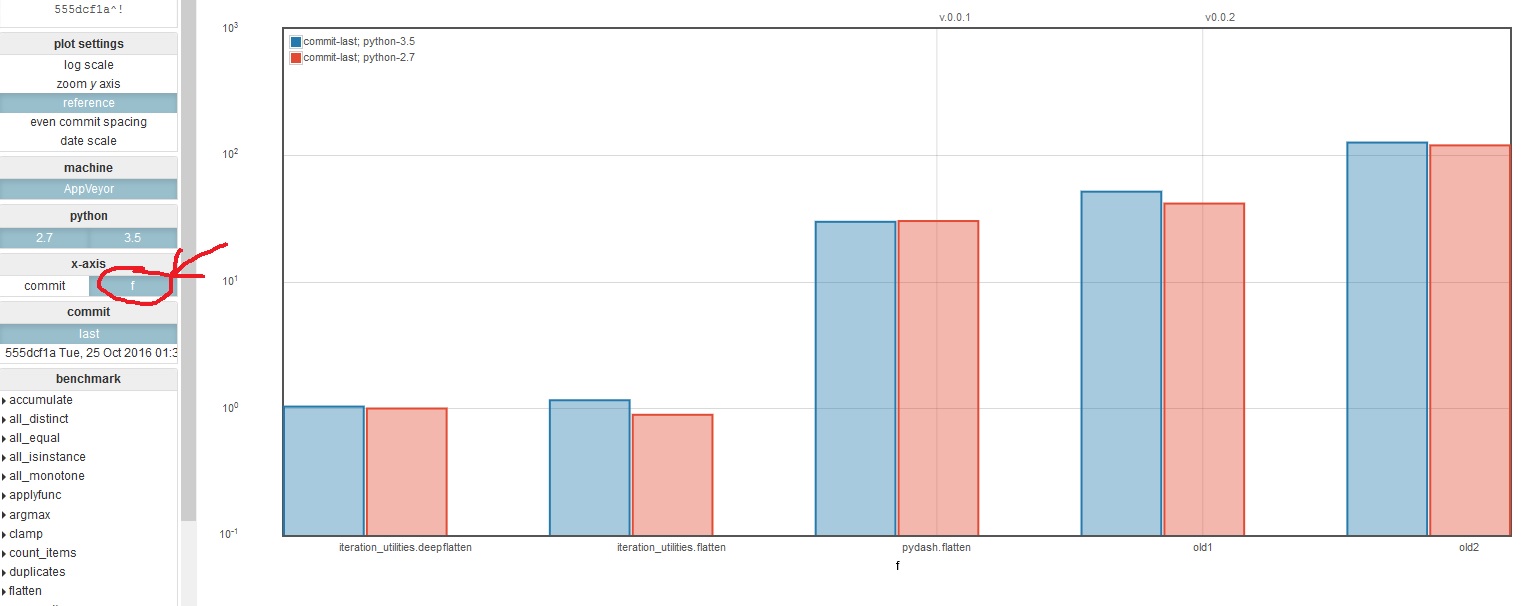 555dcf1a^!
plot settings
log scale
zoom y axis
reference
even commit spacing
date scale
machine
AppVeyor
python
2.7 3.5
x-axis
commit f
commit
last
555dcf1a Tue, 25 Oct 2016 01:3
benchmark
accumulate
all_distinct
all_equal
all_isinstance
all_monotone
applyfunc
argmax
clamp
count_items
duplicates
flatten
v.0.0.1 v0.0.2
commit-last; python-3.5
commit-last; python-2.7
10³
10²
10¹
10⁰
10⁻¹
iteration_utilities.deepflatten iteration_utilities.flatten pydash.flatten old1 old2
f